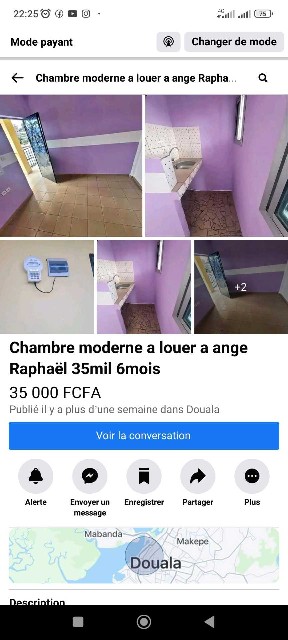 22:25
4G
75
Mode payant
Changer de mode
Chambre moderne a louer a ange Rapha...
+2
Chambre moderne a louer a ange
Raphaël 35mil 6mois
35 000 FCFA
Publié il y a plus d'une semaine dans Douala
Voir la conversation
Alerte
Envoyer un
message
Enregistrer
Partager
Plus
Mabanda
Makepe
Douala
Description